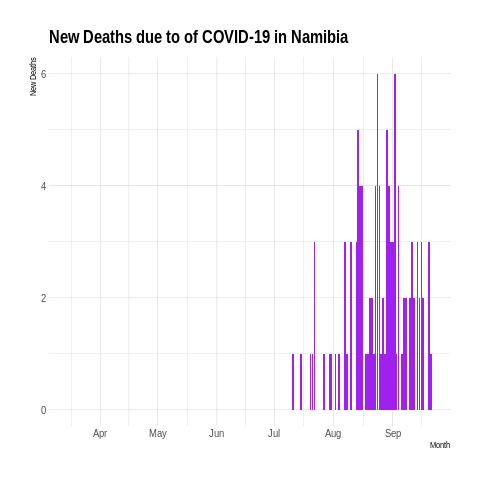 New Deaths due to of COVID-19 in Namibia
New Deaths
6
4
2
0
Apr May Jun Jul Aug Sep
Month